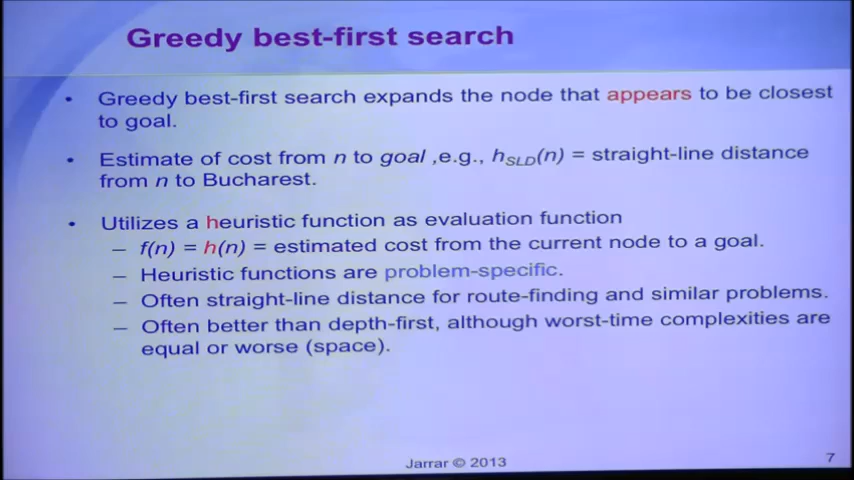 Greedy best-first search
• Greedy best-first search expands the node that appears to be closest
to goal.
• Estimate of cost from n to goal ,e.g., hSLD(n) = straight-line distance
from n to Bucharest.
• Utilizes a heuristic function as evaluation function
– f(n) = h(n) = estimated cost from the current node to a goal.
– Heuristic functions are problem-specific.
– Often straight-line distance for route-finding and similar problems.
– Often better than depth-first, although worst-time complexities are
equal or worse (space).
Jarrar © 2013
7